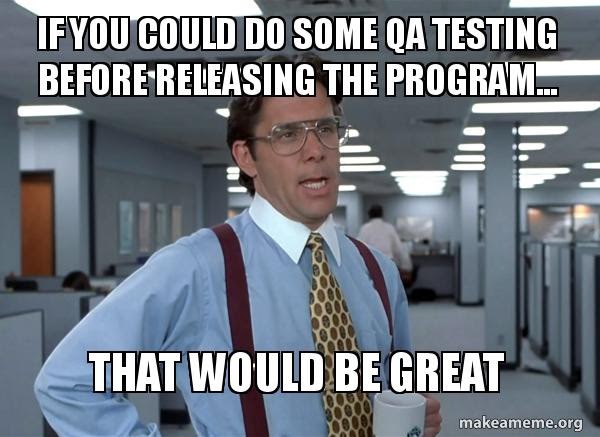 IF YOU COULD DO SOME QA TESTING
BEFORE RELEASING THE PROGRAM...
THAT WOULD BE GREAT
makeameme.org